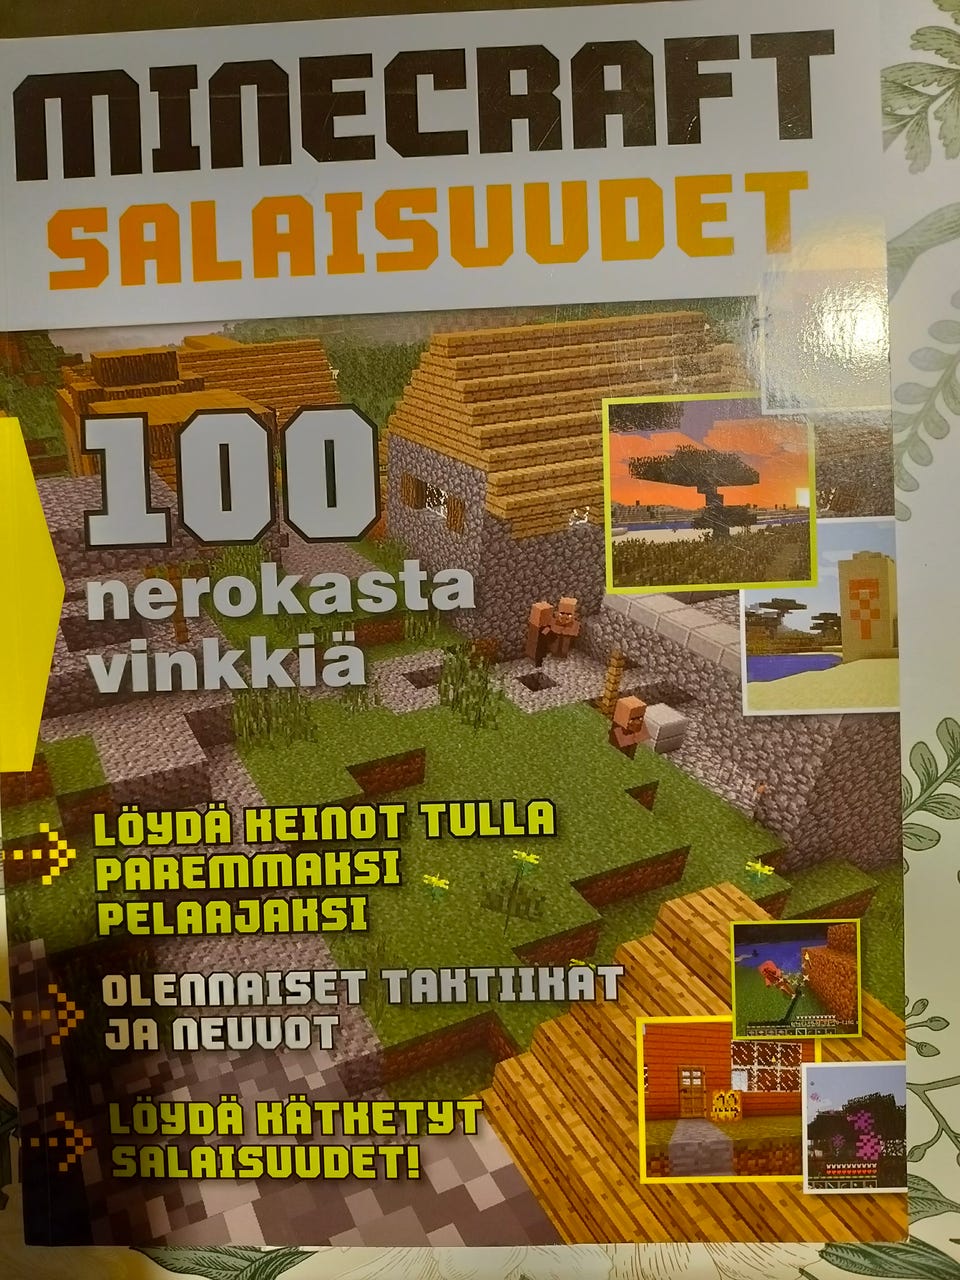 MINECRAFT
SALAISUUDET
100
nerokasta
vinkkiä
LÖYDÄ KEINOT TULLA
PAREMMAKSI
PELAAJAKSI
OLENNAISET TAKTIIKAT
JA NEUVOT
LÖYDÄ KÄTKETYT
SALAISUUDET!